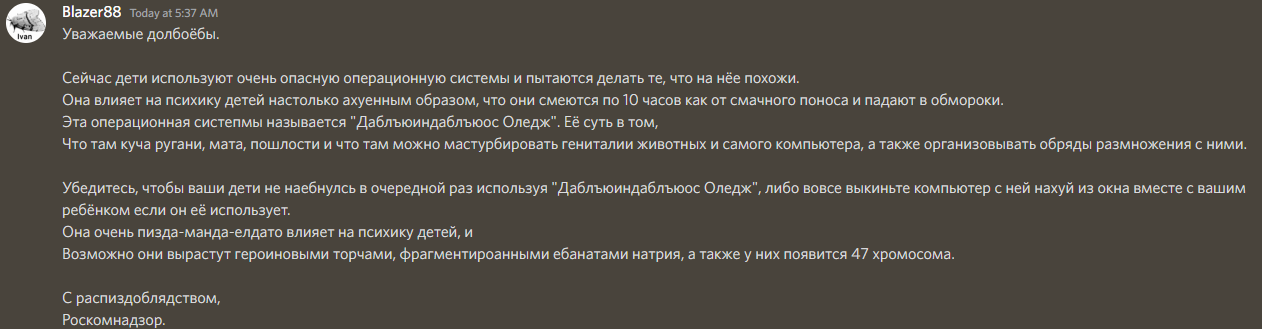 Blazer88 Today at 5:37 AM
Ivan
Уважаемые долбоёбы.
Сейчас дети используют очень опасную операционную системы и пытаются делать те, что на нёе похожи.
Она влияет на психику детей настолько ахуенным образом, что они смеются по 10 часов как от смачного поноса и падают в обмороки.
Эта операционная систепмы называется "Даблъюиндаблъюос Оледж". Её суть в том,
Что там куча ругани, мата, пошлости и что там можно мастурбировать гениталии животных и самого компьютера, а также организовывать обряды размножения с ними.
Убедитесь, чтобы ваши дети не наебнулсь в очередной раз используя "Даблъюиндаблъюос Оледж", либо вовсе выкиньте компьютер с ней нахуй из окна вместе с вашим
ребёнком если он её использует.
Она очень пизда-манда-елдато влияет на психику детей, и
Возможно они вырастут героиновыми торчами, фрагментироанными ебанатами натрия, а также у них появится 47 хромосома.
С распиздоблядством,
Роскомнадзор.